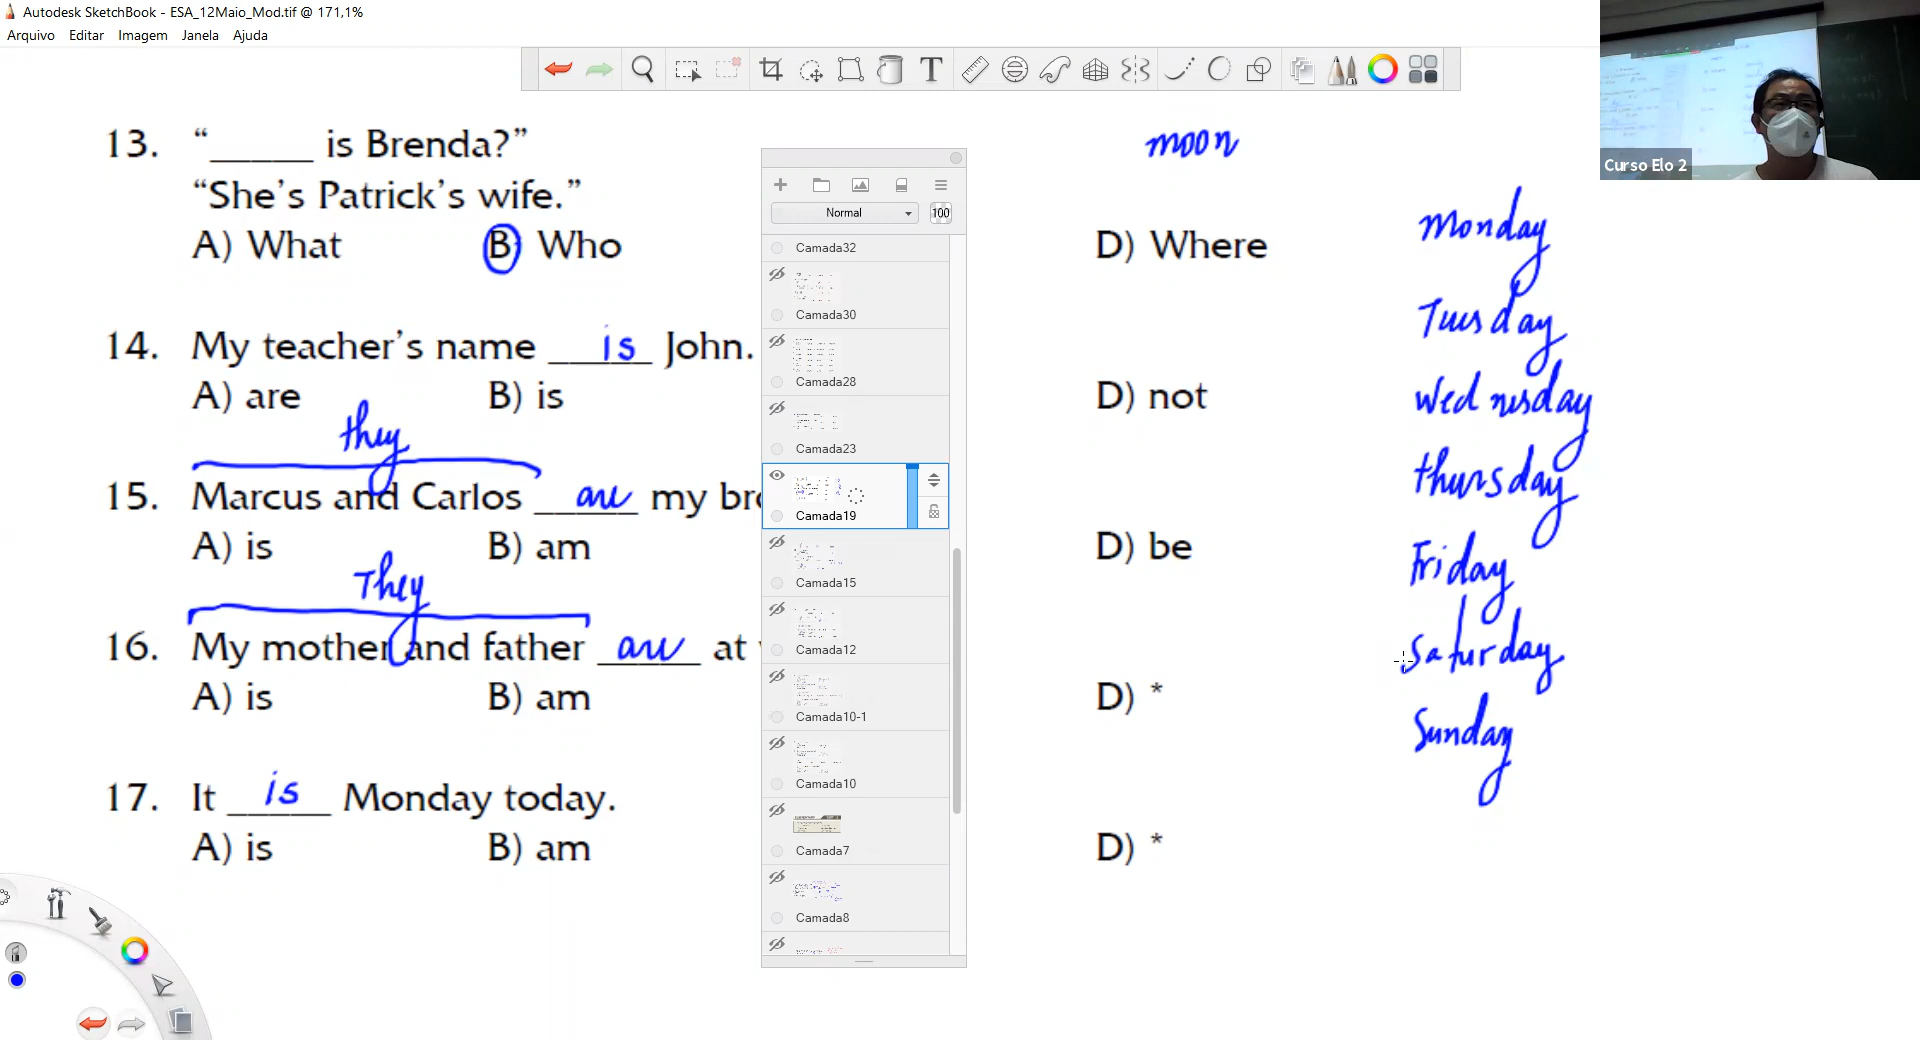 Autodesk SketchBook - ESA_12Maio_Mod.tif @ 171,1%
Arquivo Editar Imagem Janela Ajuda
Curso Elo 2
moon
13. “_____ is Brenda?”
“She’s Patrick’s wife.”
A) What B) Who D) Where
14. My teacher’s name is John.
A) are B) is D) not
they
15. Marcus and Carlos are my bro
A) is B) am D) be
They
16. My mother and father are at
A) is B) am D) *
17. It is Monday today.
A) is B) am D) *
Normal 100
Camada32
Camada30
Camada28
Camada23
Camada19
Camada15
Camada12
Camada10-1
Camada10
Camada7
Camada8
Monday
Tuesday
Wednesday
Thursday
Friday
Saturday
Sunday